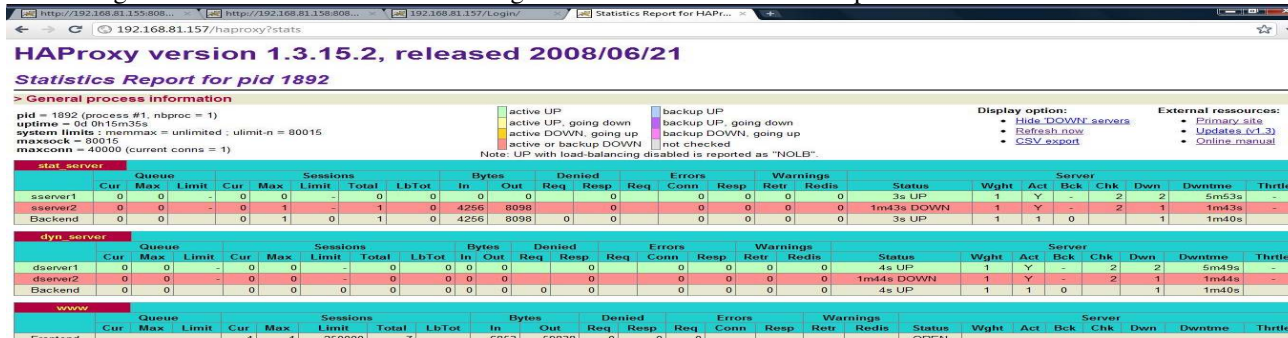 http://192.168.81.155:808... http://192.168.81.158:808... 192.168.81.157/Login/ Statistics Report for HAPr...
192.168.81.157/haproxy?stats
HAProxy version 1.3.15.2, released 2008/06/21
Statistics Report for pid 1892
> General process information
pid = 1892 (process #1, nbproc = 1)
uptime = 0d 0h15m35s
system limits : memmax = unlimited ; ulimit-n = 80015
maxsock = 80015
maxconn = 40000 (current conns = 1)
active UP backup UP
active UP, going down backup UP, going down
active DOWN, going up backup DOWN, going up
active or backup DOWN not checked
Note: UP with load-balancing disabled is reported as "NOLB".
Display option:
Hide 'DOWN' servers
Refresh now
CSV export
External ressources:
Primary site
Updates (v1.3)
Online manual
stat_server
Queue Sessions Bytes Denied Errors Warnings Server
Cur Max Limit Cur Max Limit Total LbTot In Out Req Resp Req Conn Resp Retr Redis Status Wght Act Bck Chk Dwn Dwntme Thrtle
sserver1 0 0 - 0 0 - 0 0 0 0 0 0 0 0 0 3s UP 1 Y - 2 2 5m53s -
sserver2 0 0 - 0 1 - 1 0 4256 8098 0 0 0 0 0 1m43s DOWN 1 Y - 2 1 1m43s -
Backend 0 0 0 1 0 1 0 4256 8098 0 0 0 0 0 0 3s UP 1 1 0 1 1m40s
dyn_server
Queue Sessions Bytes Denied Errors Warnings Server
Cur Max Limit Cur Max Limit Total LbTot In Out Req Resp Req Conn Resp Retr Redis Status Wght Act Bck Chk Dwn Dwntme Thrtle
dserver1 0 0 - 0 0 - 0 0 0 0 0 0 0 0 0 4s UP 1 Y - 2 2 5m49s -
dserver2 0 0 - 0 0 - 0 0 0 0 0 0 0 0 0 1m44s DOWN 1 Y - 2 1 1m44s -
Backend 0 0 0 0 0 0 0 0 0 0 0 0 0 0 0 4s UP 1 1 0 1 1m40s
www
Queue Sessions Bytes Denied Errors Warnings Server
Cur Max Limit Cur Max Limit Total LbTot In Out Req Resp Req Conn Resp Retr Redis Status Wght Act Bck Chk Dwn Dwntme Thrtle